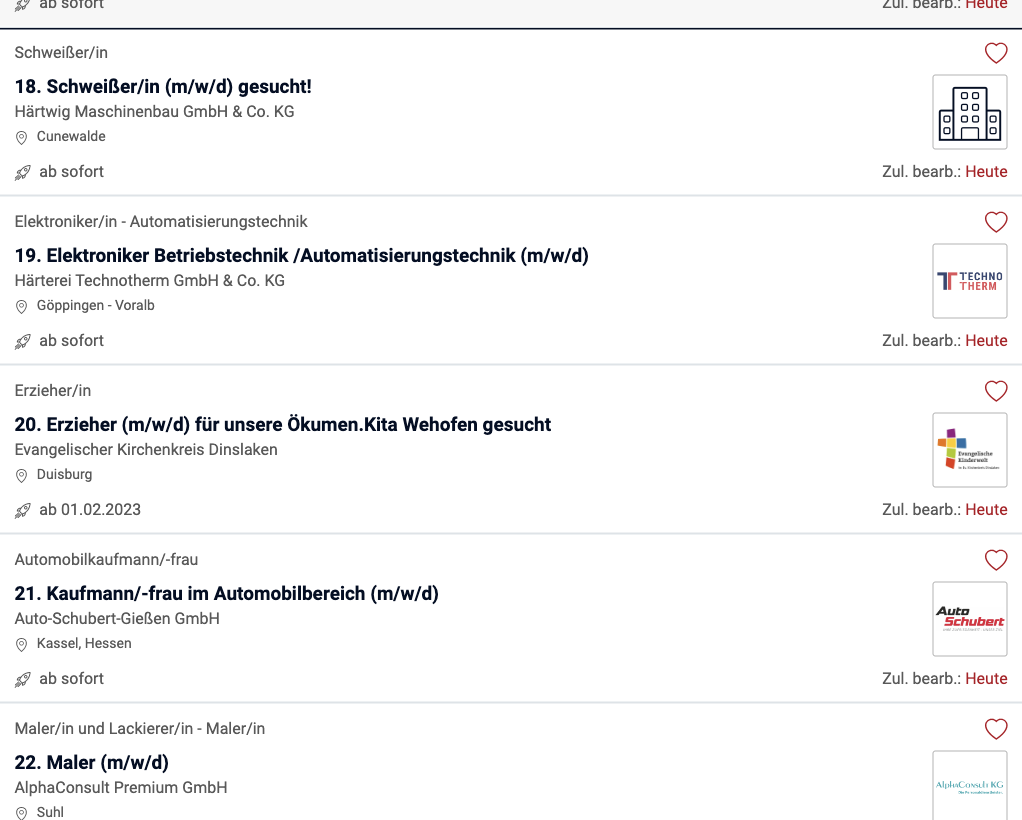 ab sofort
Zul. bearb.: Heute
Schweißer/in
18. Schweißer/in (m/w/d) gesucht!
Härtwig Maschinenbau GmbH & Co. KG
Cunewalde
ab sofort
Zul. bearb.: Heute
Elektroniker/in - Automatisierungstechnik
19. Elektroniker Betriebstechnik /Automatisierungstechnik (m/w/d)
Härterei Technotherm GmbH & Co. KG
Göppingen - Voralb
TECHNO
THERM
ab sofort
Zul. bearb.: Heute
Erzieher/in
20. Erzieher (m/w/d) für unsere Ökumen.Kita Wehofen gesucht
Evangelischer Kirchenkreis Dinslaken
Duisburg
Evangelische
Kinderwelt
ab 01.02.2023
Zul. bearb.: Heute
Automobilkaufmann/-frau
21. Kaufmann/-frau im Automobilbereich (m/w/d)
Auto-Schubert-Gießen GmbH
Kassel, Hessen
Auto
Schubert
ab sofort
Zul. bearb.: Heute
Maler/in und Lackierer/in - Maler/in
22. Maler (m/w/d)
AlphaConsult Premium GmbH
Suhl
AlphaConsult KG